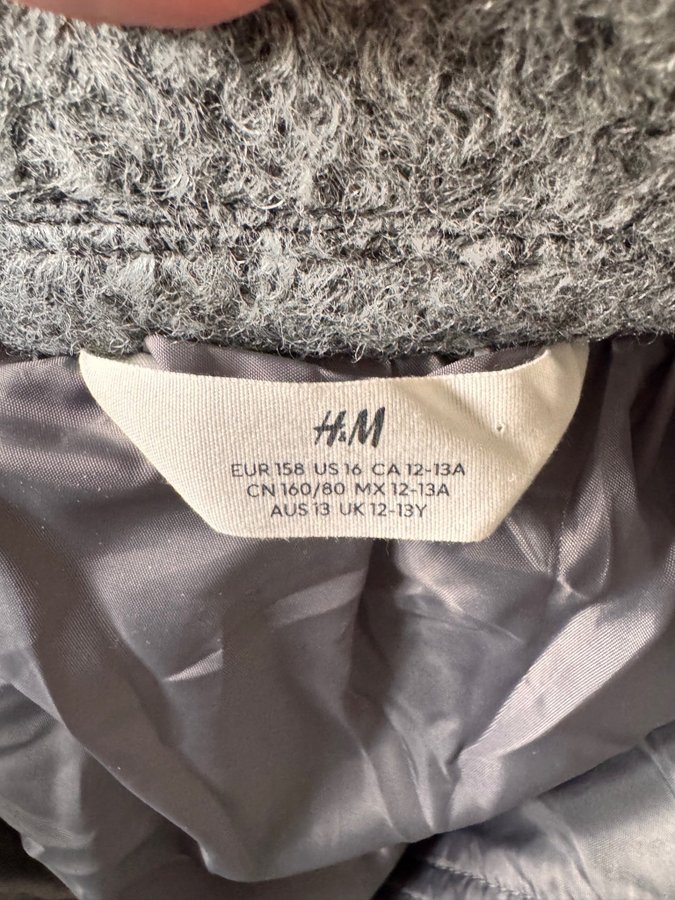 H&M
EUR 158 US 16 CA 12-13A
CN 160/80 MX 12-13A
AUS 13 UK 12-13Y